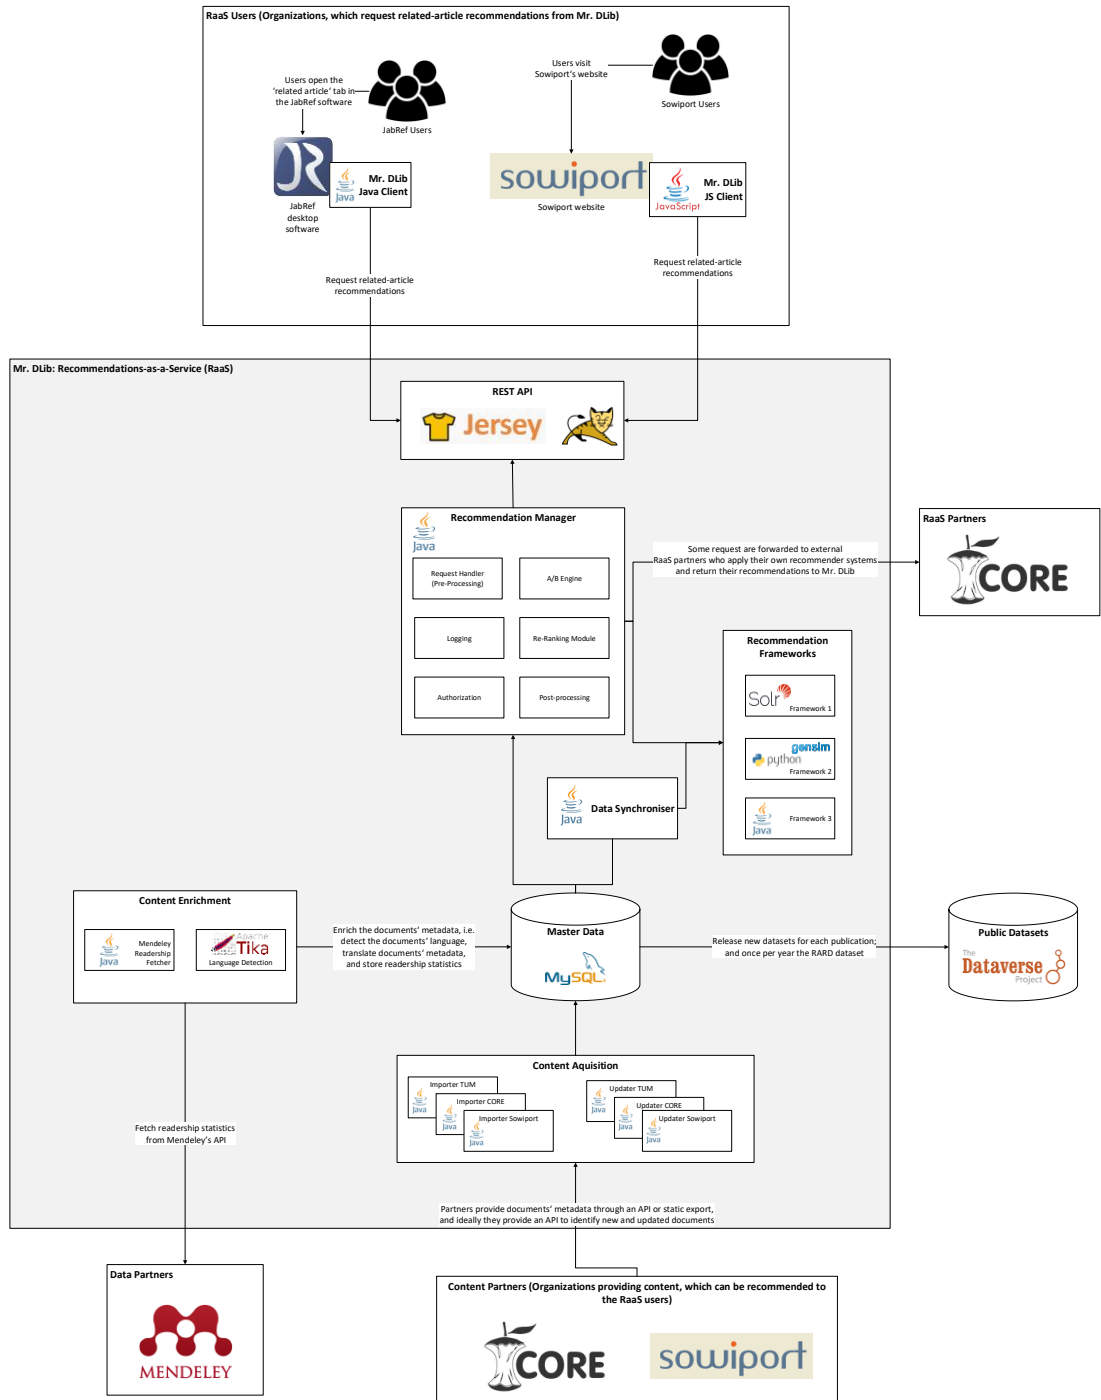 RaaS Users (Organizations, which request related-article recommendations from Mr. DLib)
Users open the
'related article' tab in
the JabRef software
JabRef Users
Users visit
Sowiport's website
Sowiport Users
JR
JabRef
desktop
software
Java
Mr. DLib
Java Client
sowiport
Sowiport website
JavaScript
Mr. DLib
JS Client
Request related-article
recommendations
Request related-article
recommendations
Mr. DLib: Recommendations-as-a-Service (RaaS)
REST API
Jersey
Recommendation Manager
Java
Request Handler
(Pre-Processing)
A/B Engine
Logging
Re-Ranking Module
Authorization
Post-processing
Some request are forwarded to external
RaaS partners who apply their own recommender systems
and return their recommendations to Mr. DLib
RaaS Partners
CORE
Recommendation
Frameworks
Solr
Framework 1
gensim
python
Framework 2
Java
Framework 3
Java
Data Synchroniser
Content Enrichment
Java
Mendeley
Readership
Fetcher
Apache
Tika
Language Detection
Enrich the documents' metadata, i.e.
detect the documents' language,
translate documents' metadata,
and store readership statistics
Master Data
MySQL
Release new datasets for each publication;
and once per year the RARD dataset
Public Datasets
The
Dataverse
Project
Content Aquisition
Importer TUM
Java
Importer CORE
Java
Importer Sowiport
Java
Updater TUM
Java
Updater CORE
Java
Updater Sowiport
Java
Fetch readership statistics
from Mendeley's API
Partners provide documents' metadata through an API or static export,
and ideally they provide an API to identify new and updated documents
Data Partners
MENDELEY
Content Partners (Organizations providing content, which can be recommended to
the RaaS users)
CORE
sowiport